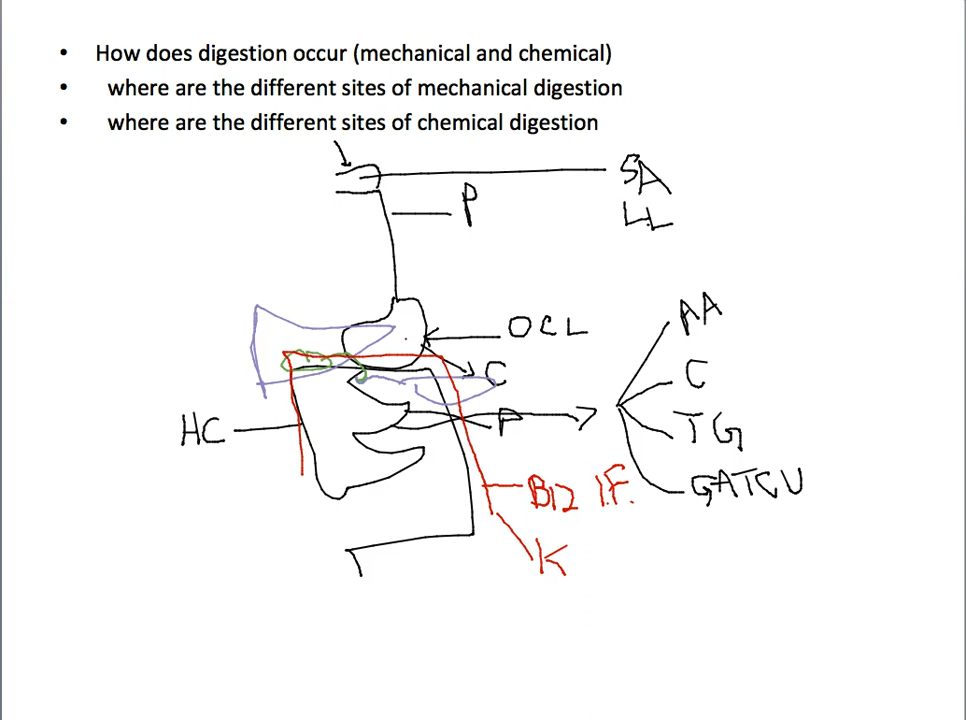 • How does digestion occur (mechanical and chemical)
• where are the different sites of mechanical digestion
• where are the different sites of chemical digestion
SA
LL
P
OCL
C
P
HC
AA
C
TG
GATCU
B12 I.F.
K